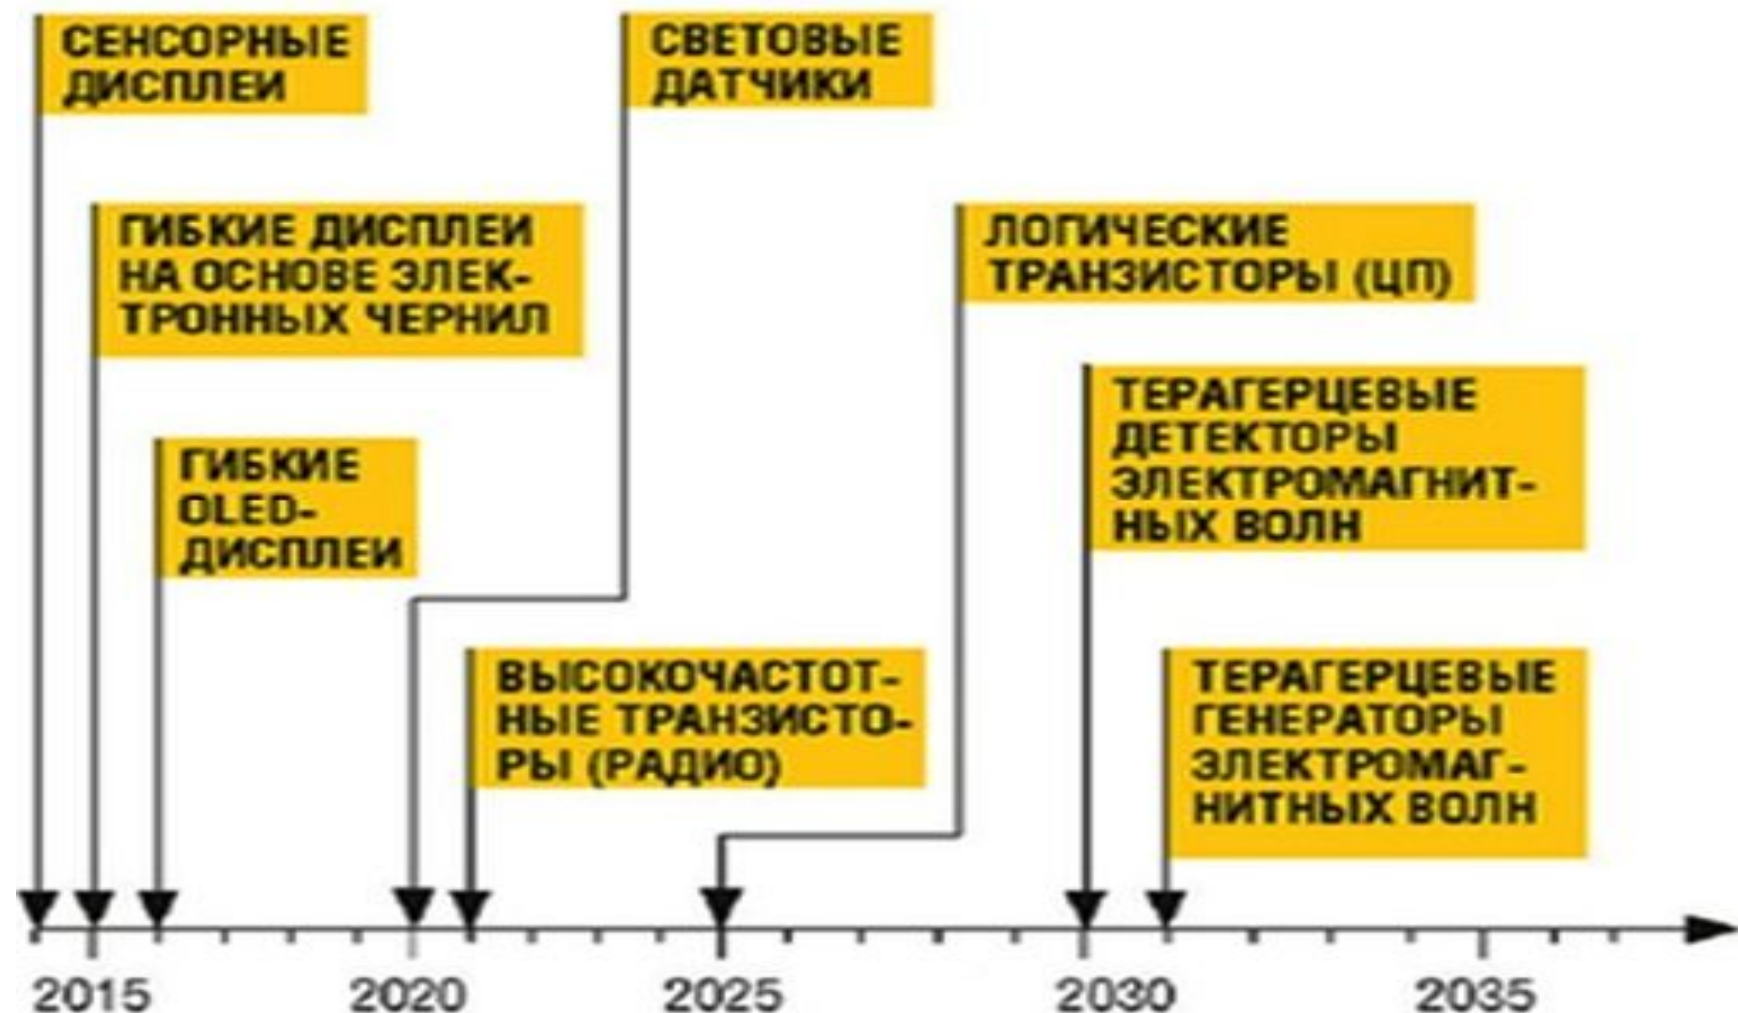 СЕНСОРНЫЕ
ДИСПЛЕИ
СВЕТОВЫЕ
ДАТЧИКИ
ГИБКИЕ ДИСПЛЕИ
НА ОСНОВЕ ЭЛЕК-
ТРОННЫХ ЧЕРНИЛ
ЛОГИЧЕСКИЕ
ТРАНЗИСТОРЫ (ЦП)
ТЕРАГЕРЦЕВЫЕ
ДЕТЕКТОРЫ
ЭЛЕКТРОМАГНИТ-
НЫХ ВОЛН
ГИБКИЕ
OLED-
ДИСПЛЕИ
ВЫСОКОЧАСТОТ-
НЫЕ ТРАНЗИСТО-
РЫ (РАДИО)
ТЕРАГЕРЦЕВЫЕ
ГЕНЕРАТОРЫ
ЭЛЕКТРОМАГ-
НИТНЫХ ВОЛН
2015 2020 2025 2030 2035